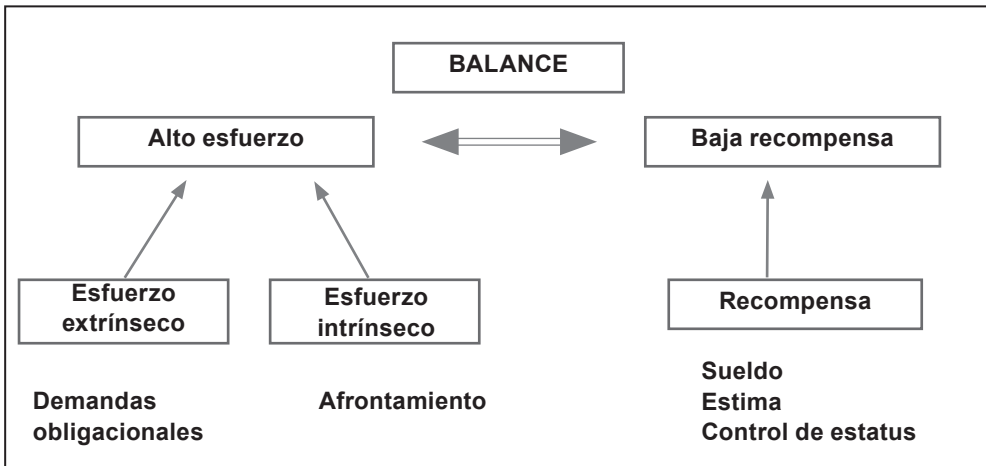 BALANCE
Alto esfuerzo
Baja recompensa
Esfuerzo
extrínseco
Esfuerzo
intrínseco
Recompensa
Demandas
obligacionales
Afrontamiento
Sueldo
Estima
Control de estatus